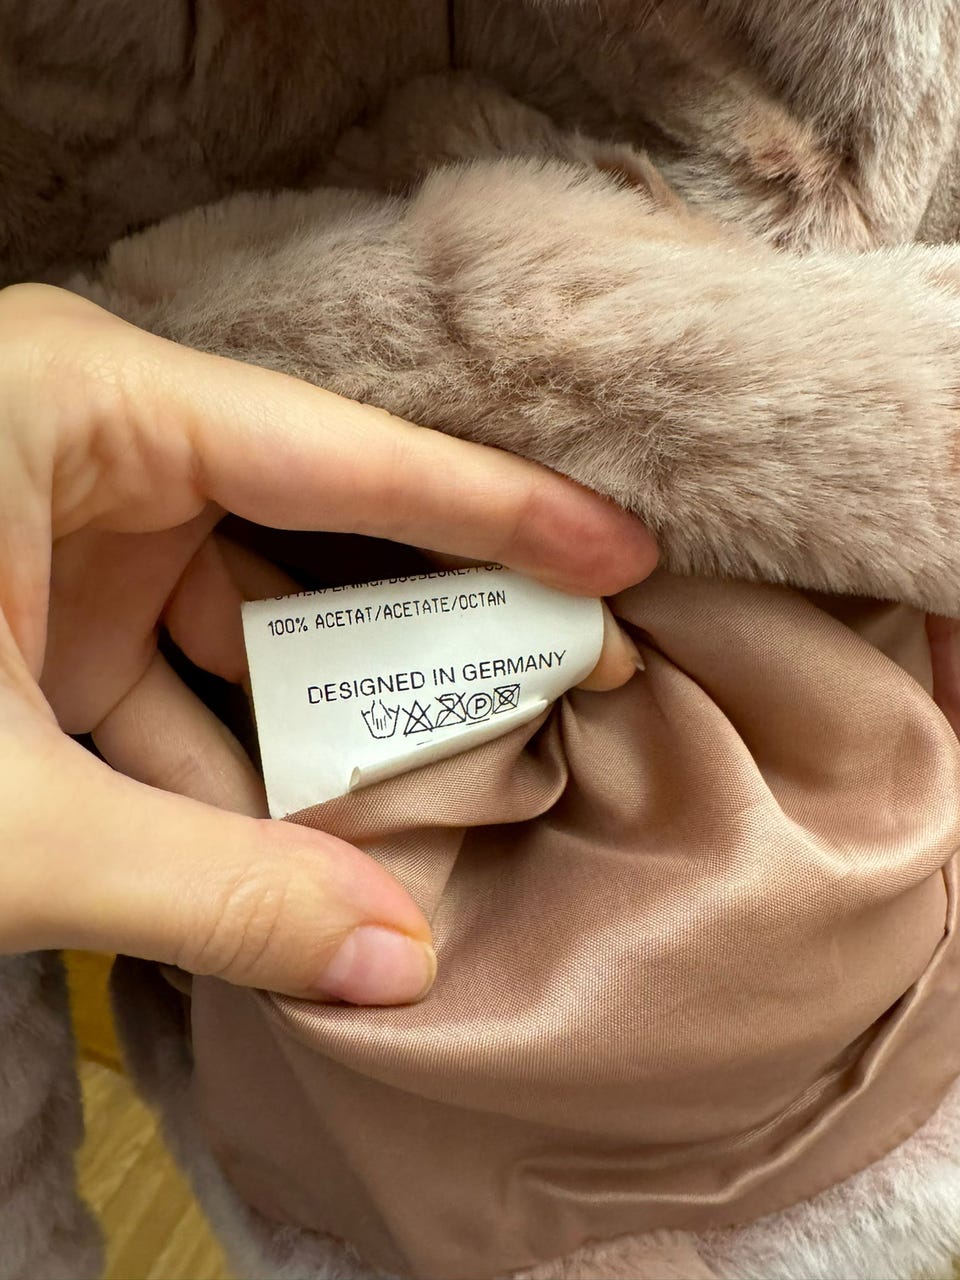 100% ACETAT/ACETATE/OCTAN
DESIGNED IN GERMANY
P